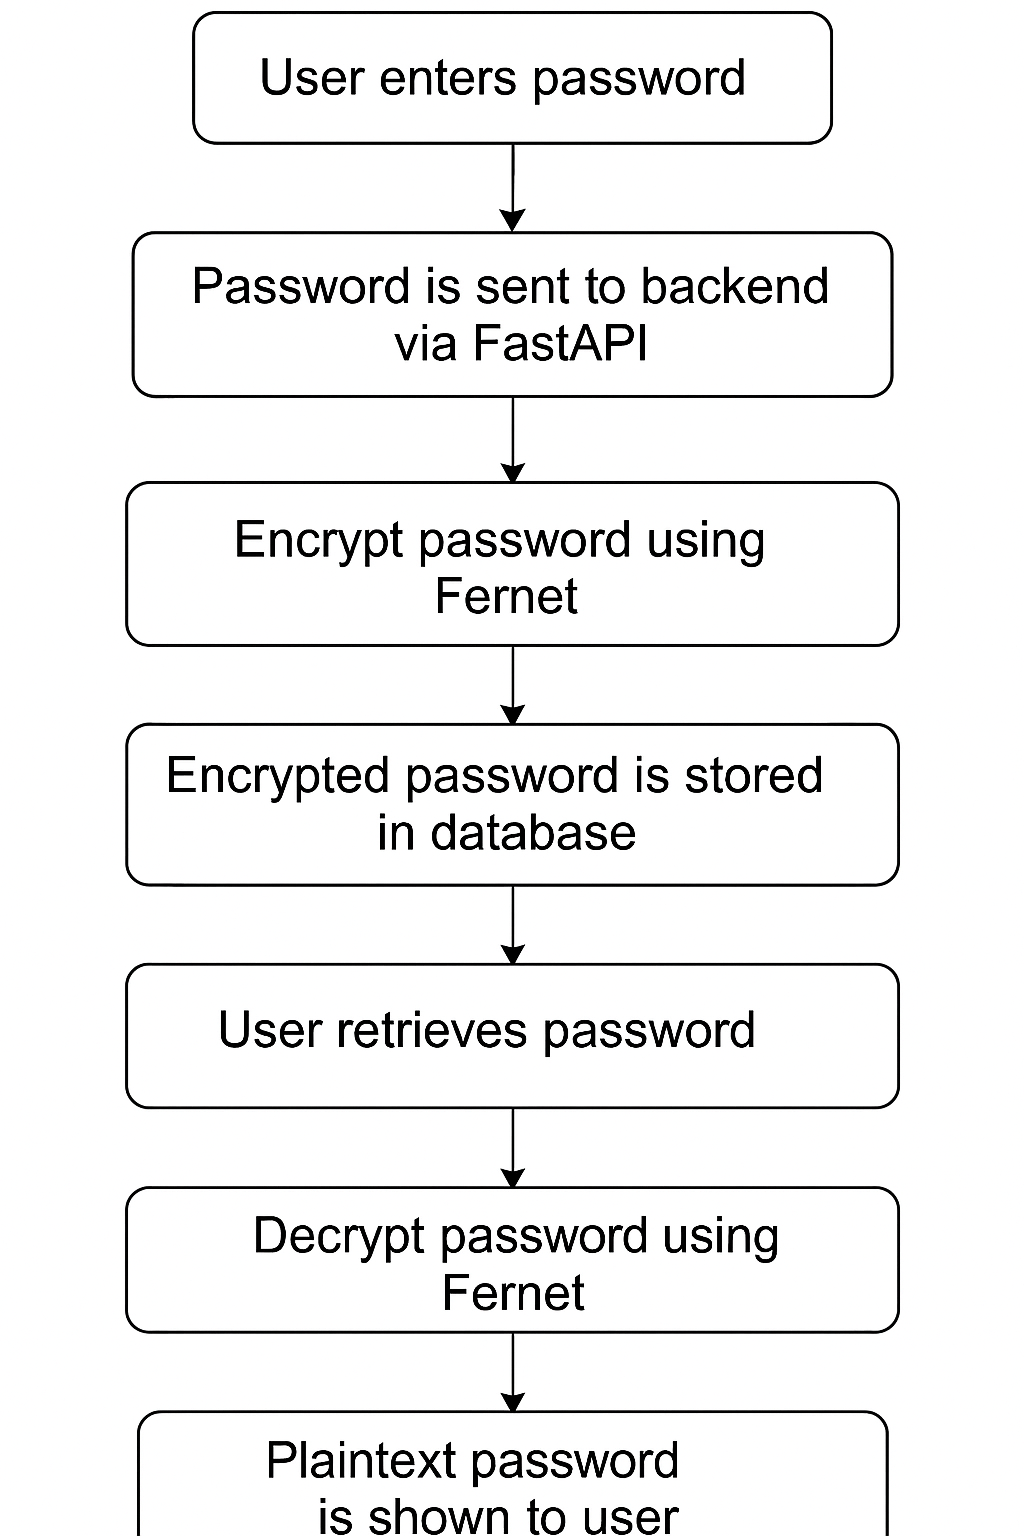 User enters password
Password is sent to backend
via FastAPI
Encrypt password using
Fernet
Encrypted password is stored
in database
User retrieves password
Decrypt password using
Fernet
Plaintext password
is shown to user